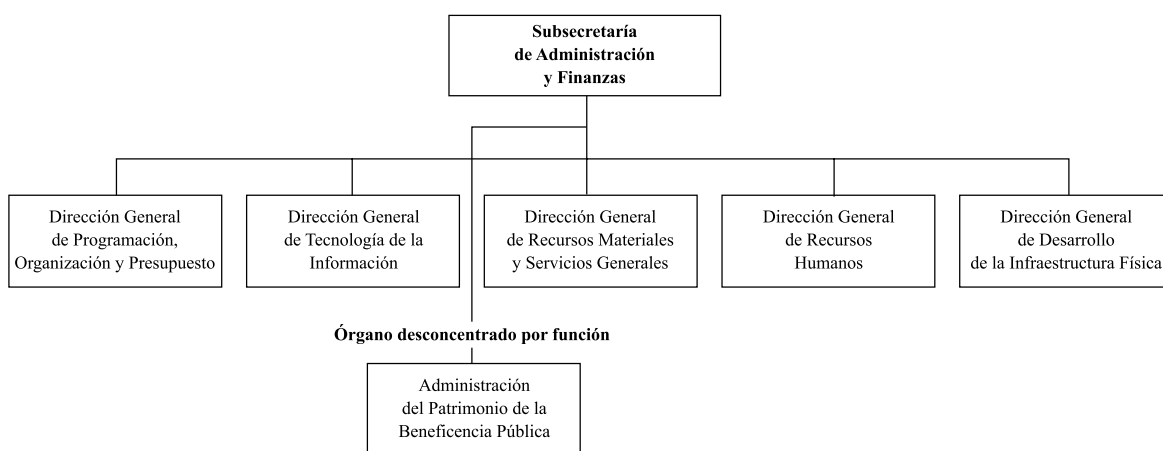 Subsecretaría
de Administración
y Finanzas
Dirección General
de Programación,
Organización y Presupuesto
Dirección General
de Tecnología de la
Información
Dirección General
de Recursos Materiales
y Servicios Generales
Dirección General
de Recursos
Humanos
Dirección General
de Desarrollo
de la Infraestructura Física
Órgano desconcentrado por función
Administración
del Patrimonio de la
Beneficencia Pública